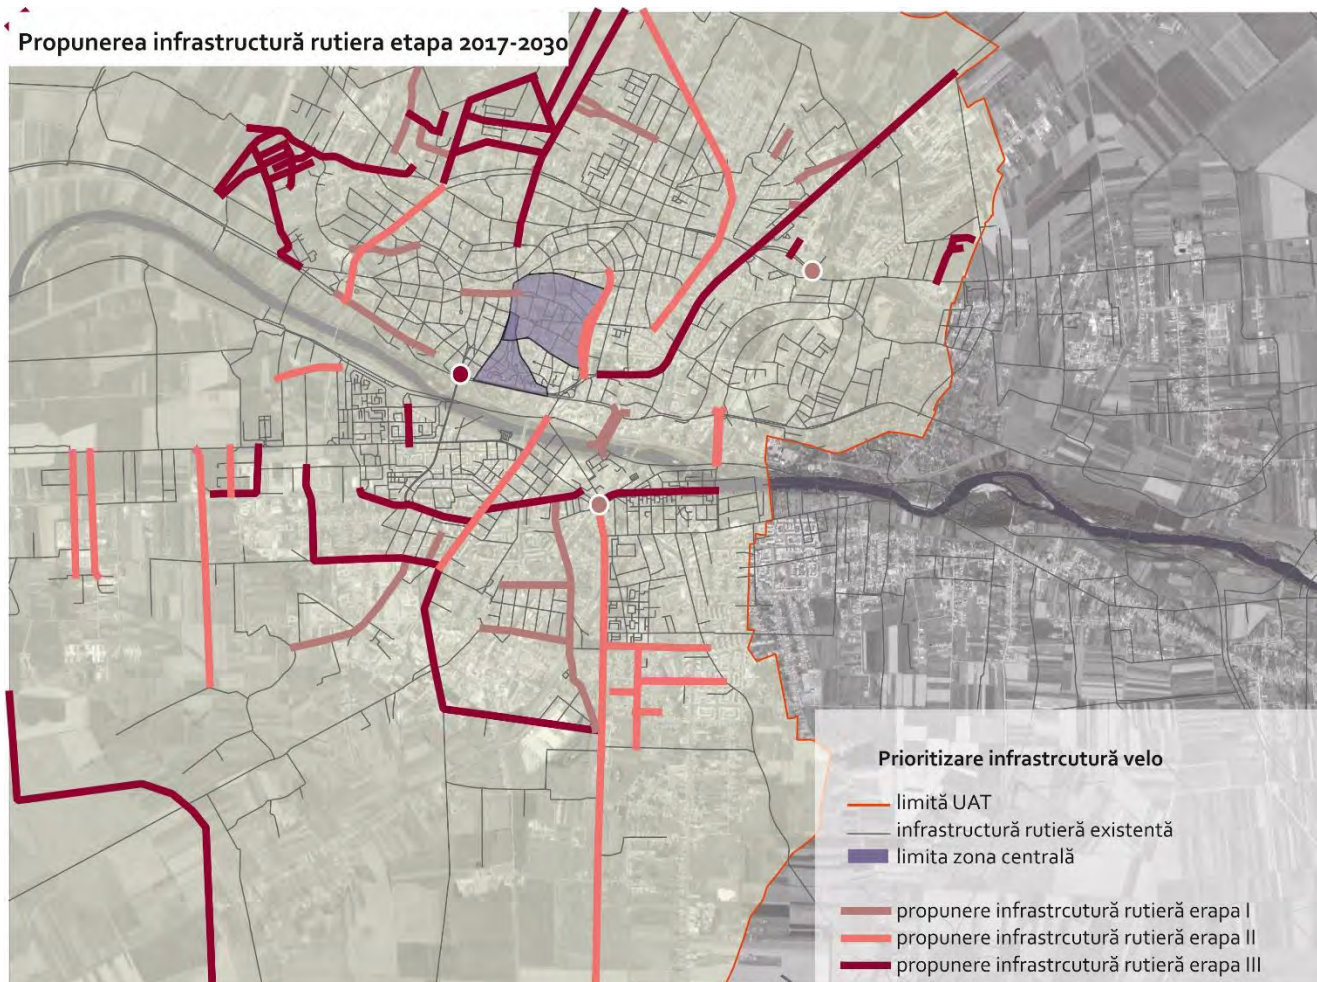 Propunerea infrastructură rutiera etapa 2017-2030
Prioritizare infrastrcutură velo
limită UAT
infrastructură rutieră existentă
limita zona centrală
propunere infrastrcutură rutieră erapa I
propunere infrastrcutură rutieră erapa II
propunere infrastrcutură rutieră erapa III